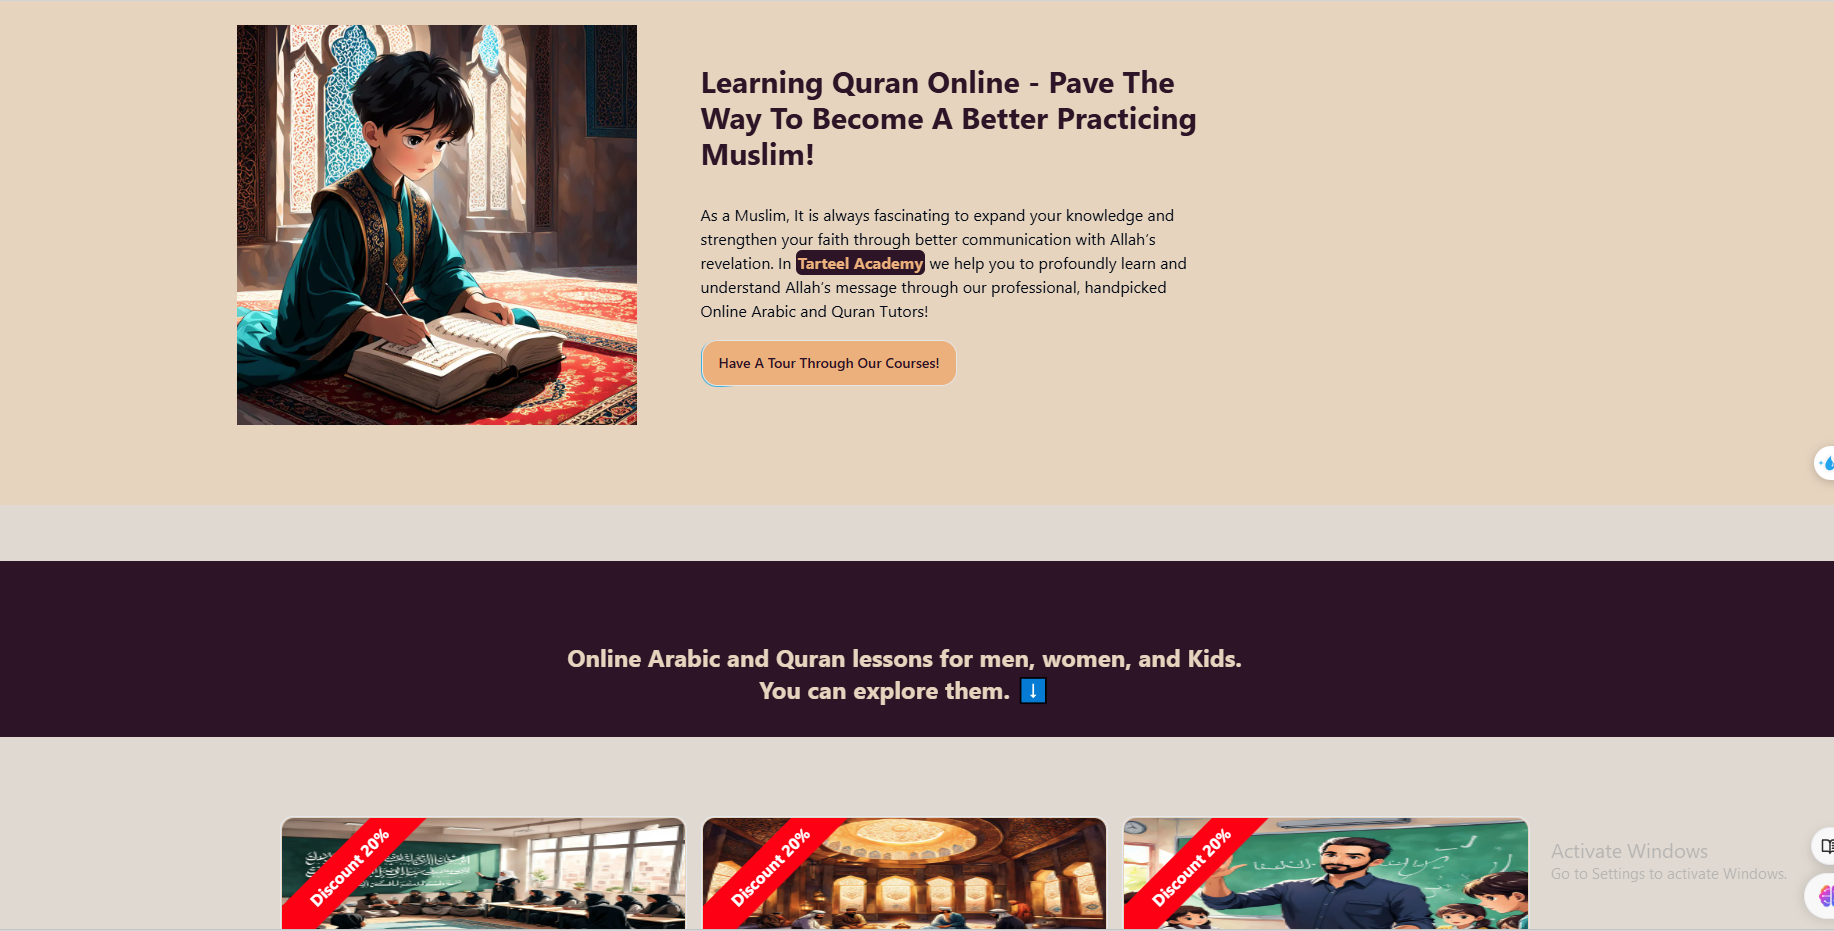 Learning Quran Online - Pave The
Way To Become A Better Practicing
Muslim!
As a Muslim, It is always fascinating to expand your knowledge and
strengthen your faith through better communication with Allah’s
revelation. In Tarteel Academy we help you to profoundly learn and
understand Allah’s message through our professional, handpicked
Online Arabic and Quran Tutors!
Have A Tour Through Our Courses!
Online Arabic and Quran lessons for men, women, and Kids.
You can explore them. ⬇
Discount 20%
Discount 20%
Discount 20%
Activate Windows
Go to Settings to activate Windows.